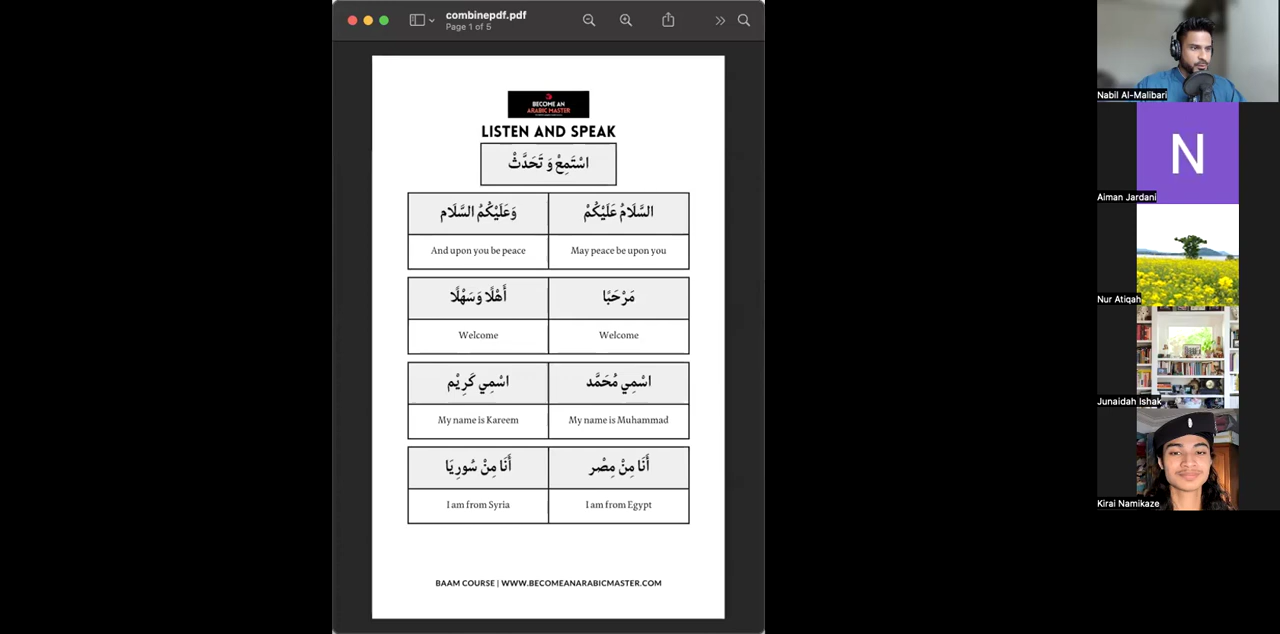 combinepdf.pdf
Page 1 of 5
BECOME AN
ARABIC MASTER
LISTEN AND SPEAK
اسْتَمِعْ وَ تَحَدَّثْ
السَّلَامُ عَلَيْكُمْ
وَعَلَيْكُمُ السَّلَام
May peace be upon you
And upon you be peace
مَرْحَبًا
أَهْلًا وَسَهْلًا
Welcome
Welcome
اسْمِي مُحَمَّد
اسْمِي كَرِيْم
My name is Muhammad
My name is Kareem
أَنَا مِنْ مِصْر
أَنَا مِنْ سُورِيَا
I am from Egypt
I am from Syria
BAAM COURSE | WWW.BECOMEANARABICMASTER.COM
Nabil Al-Malibari
N
Aiman Jardani
Nur Atiqah
Junaidah Ishak
Kirai Namikaze